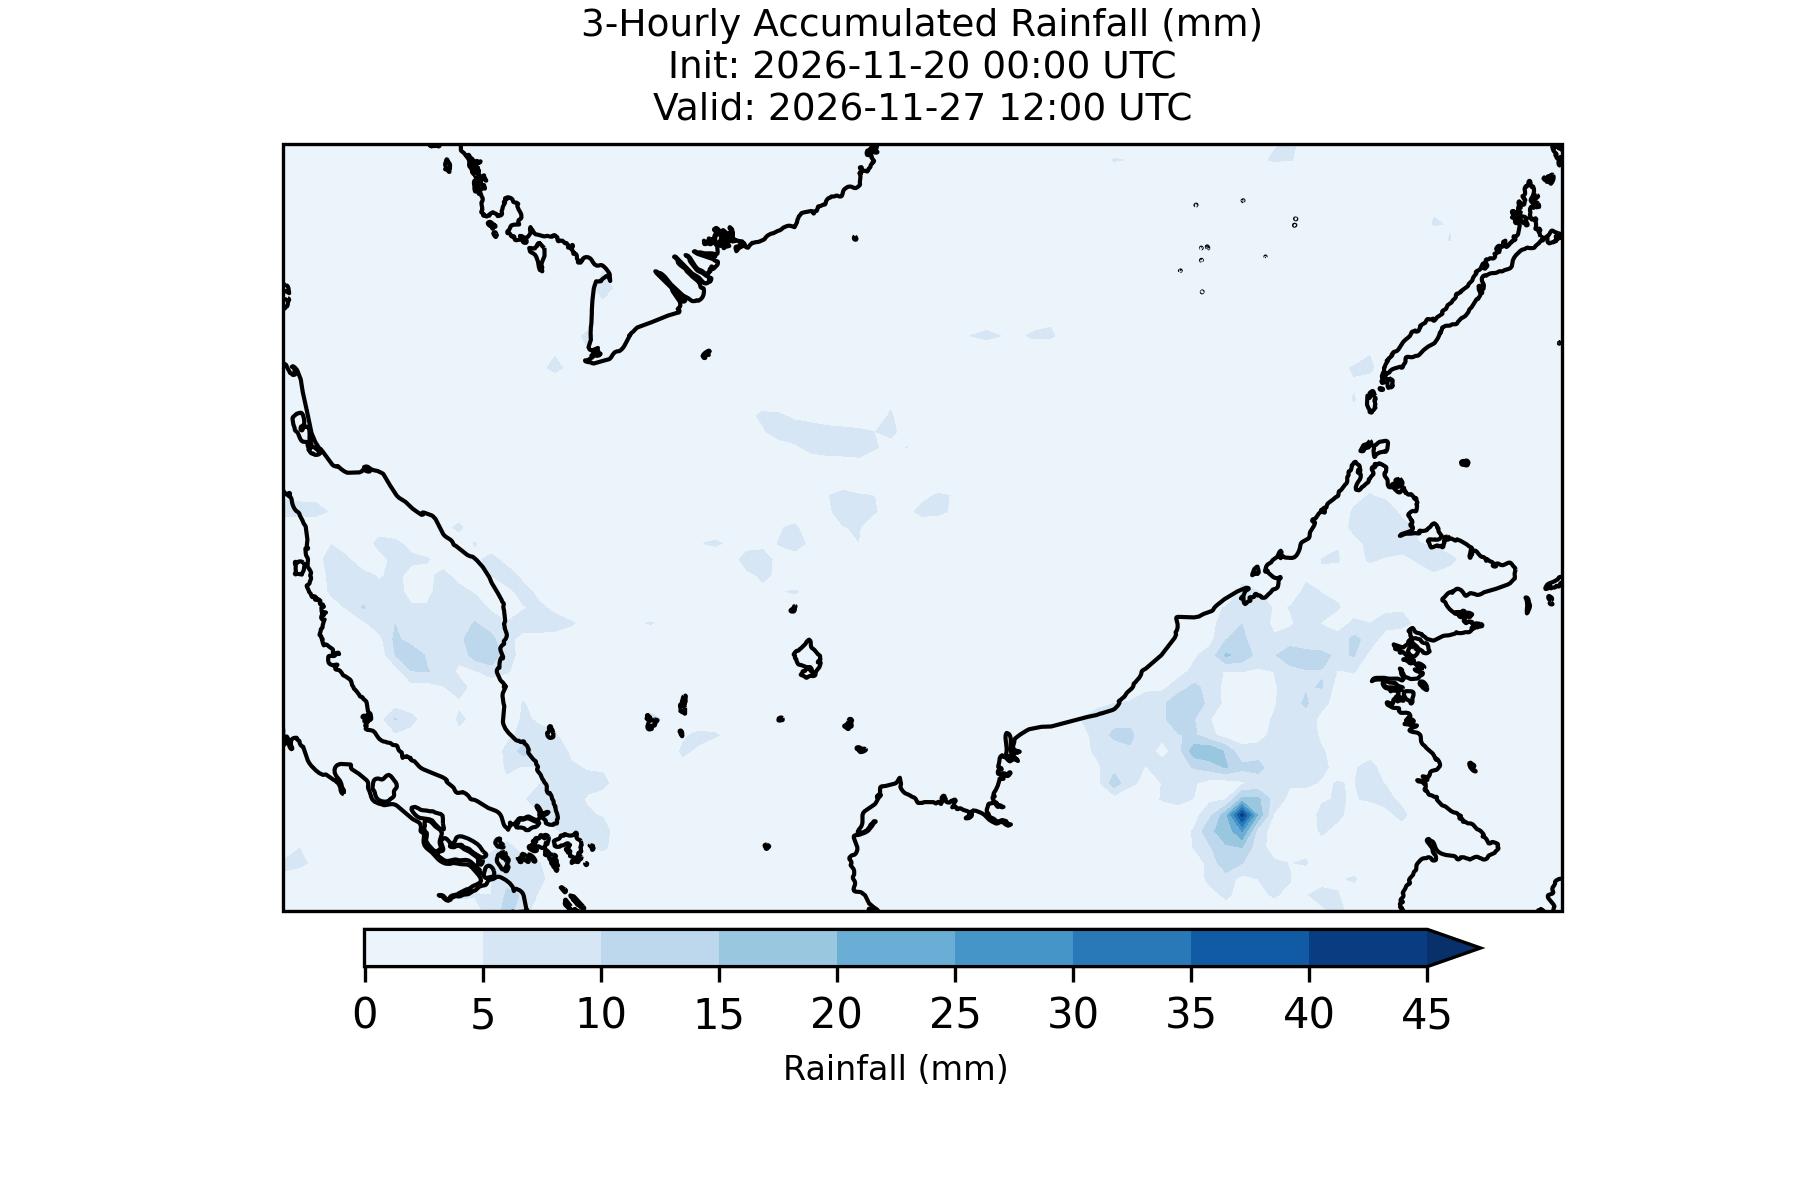 3-Hourly Accumulated Rainfall (mm)
Init: 2026-11-20 00:00 UTC
Valid: 2026-11-27 12:00 UTC
0 5 10 15 20 25 30 35 40 45
Rainfall (mm)